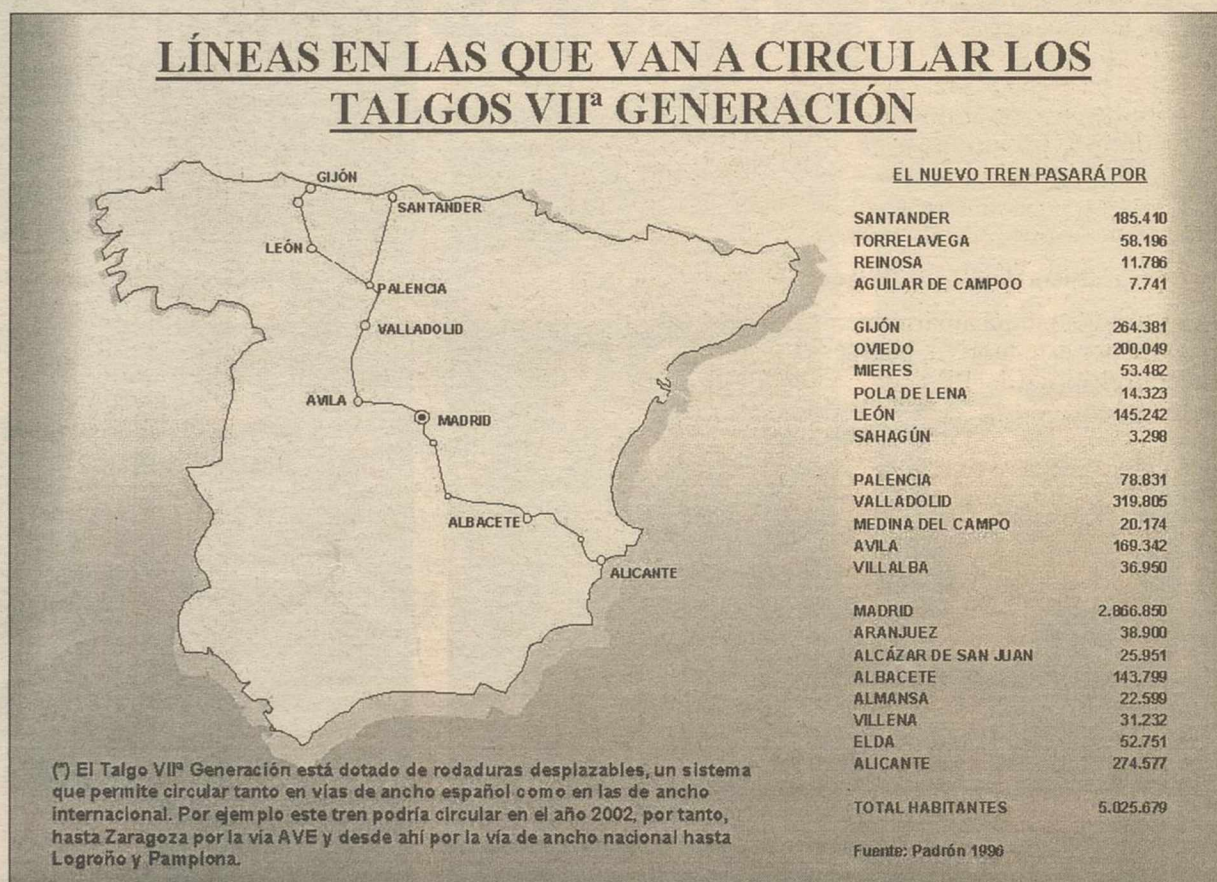 LÍNEAS EN LAS QUE VAN A CIRCULAR LOS
TALGOS VIIª GENERACIÓN
GIJÓN
SANTANDER
LEÓN
PALENCIA
VALLADOLID
AVILA
MADRID
ALBACETE
ALICANTE
EL NUEVO TREN PASARÁ POR
SANTANDER 185.410
TORRELAVEGA 58.196
REINOSA 11.786
AGUILAR DE CAMPOO 7.741
GIJÓN 264.381
OVIEDO 200.049
MIERES 53.482
POLA DE LENA 14.323
LEÓN 145.242
SAHAGÚN 3.298
PALENCIA 78.831
VALLADOLID 319.805
MEDINA DEL CAMPO 20.174
AVILA 169.342
VILLALBA 36.950
MADRID 2.866.850
ARANJUEZ 38.900
ALCÁZAR DE SAN JUAN 25.951
ALBACETE 143.799
ALMANSA 22.599
VILLENA 31.232
ELDA 52.751
ALICANTE 274.577
TOTAL HABITANTES 5.025.679
Fuente: Padrón 1996
(*) El Talgo VIIª Generación está dotado de rodaduras desplazables, un sistema
que permite circular tanto en vías de ancho español como en las de ancho
internacional. Por ejemplo este tren podría circular en el año 2002, por tanto,
hasta Zaragoza por la vía AVE y desde ahí por la vía de ancho nacional hasta
Logroño y Pamplona.